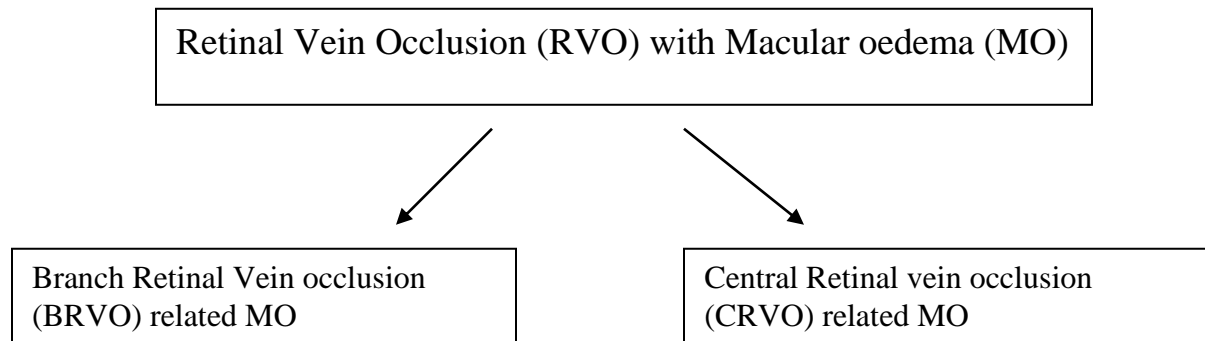 Retinal Vein Occlusion (RVO) with Macular oedema (MO)
Branch Retinal Vein occlusion
(BRVO) related MO
Central Retinal vein occlusion
(CRVO) related MO